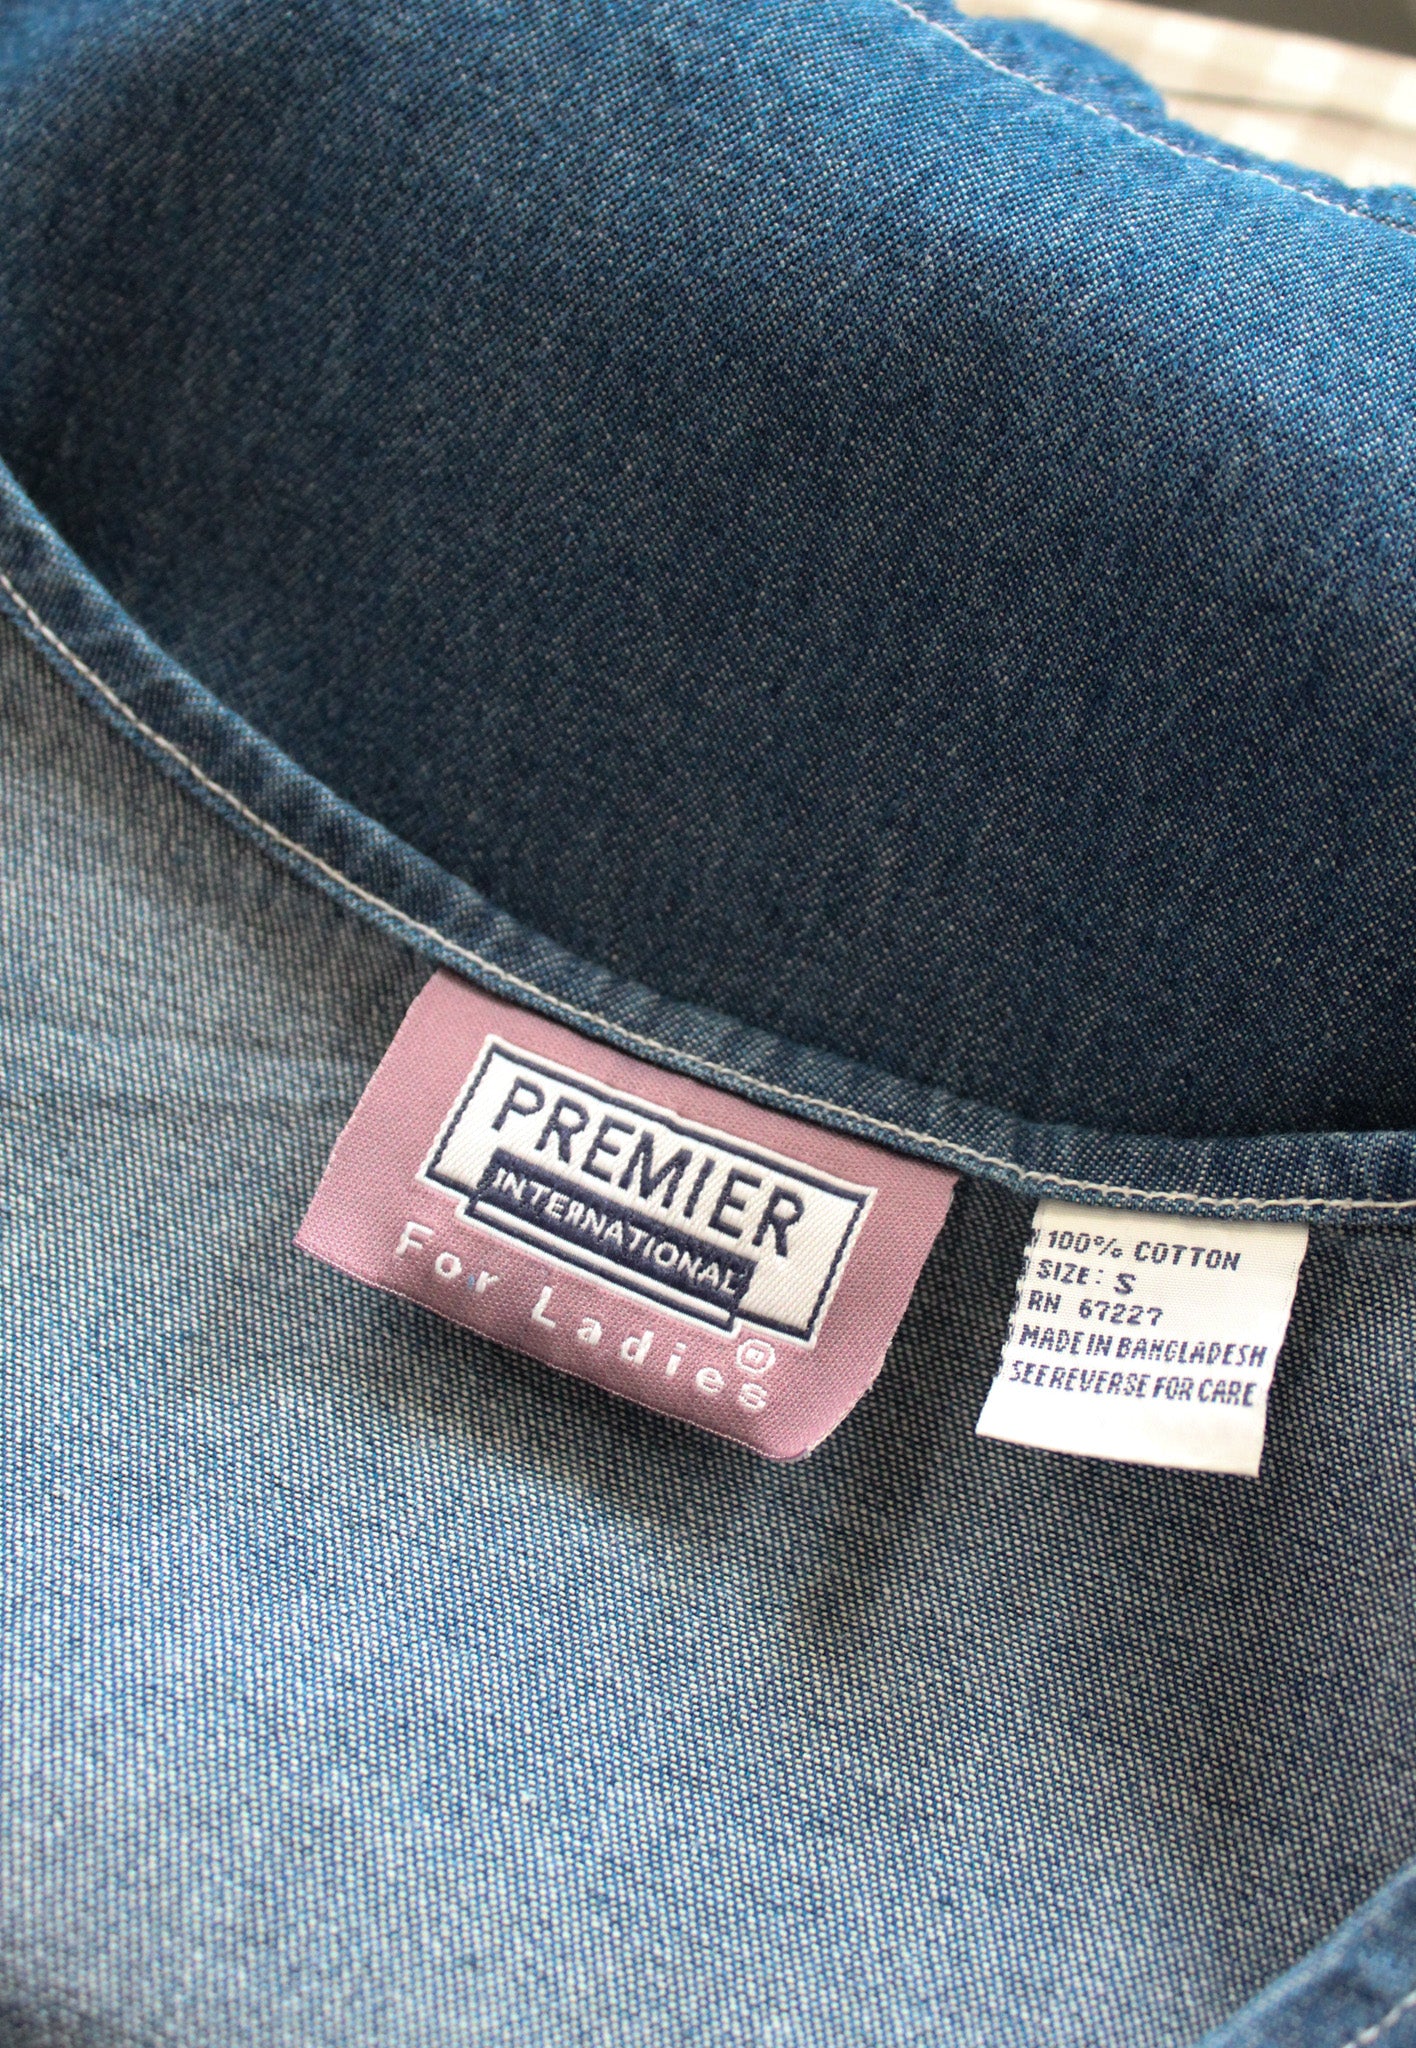 PREMIER
INTERNATIONAL
For Ladies®
100% COTTON
SIZE: S
RN 67227
MADE IN BANGLADESH
SEE REVERSE FOR CARE